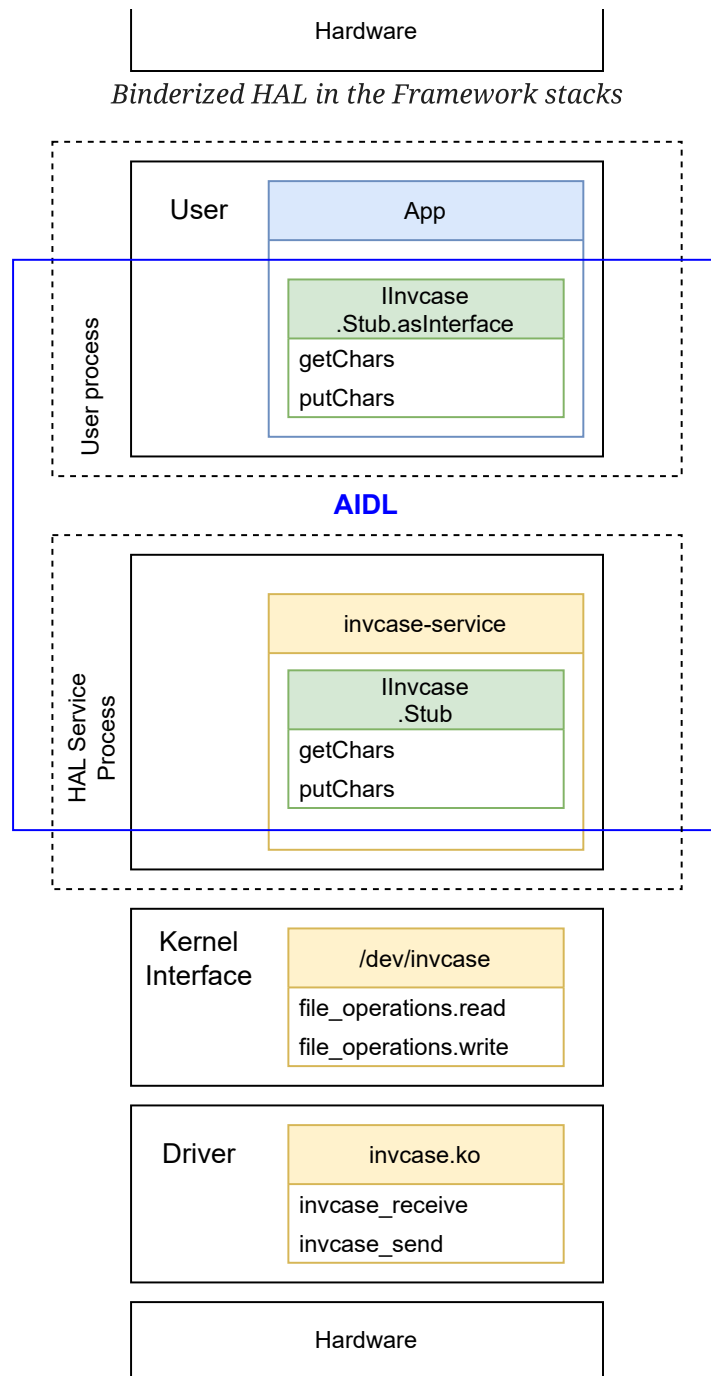 Hardware
Binderized HAL in the Framework stacks
User
App
User process
IInvcase
.Stub.asInterface
getChars
putChars
AIDL
HAL Service
Process
invcase-service
IInvcase
.Stub
getChars
putChars
Kernel
Interface
/dev/invcase
file_operations.read
file_operations.write
Driver
invcase.ko
invcase_receive
invcase_send
Hardware